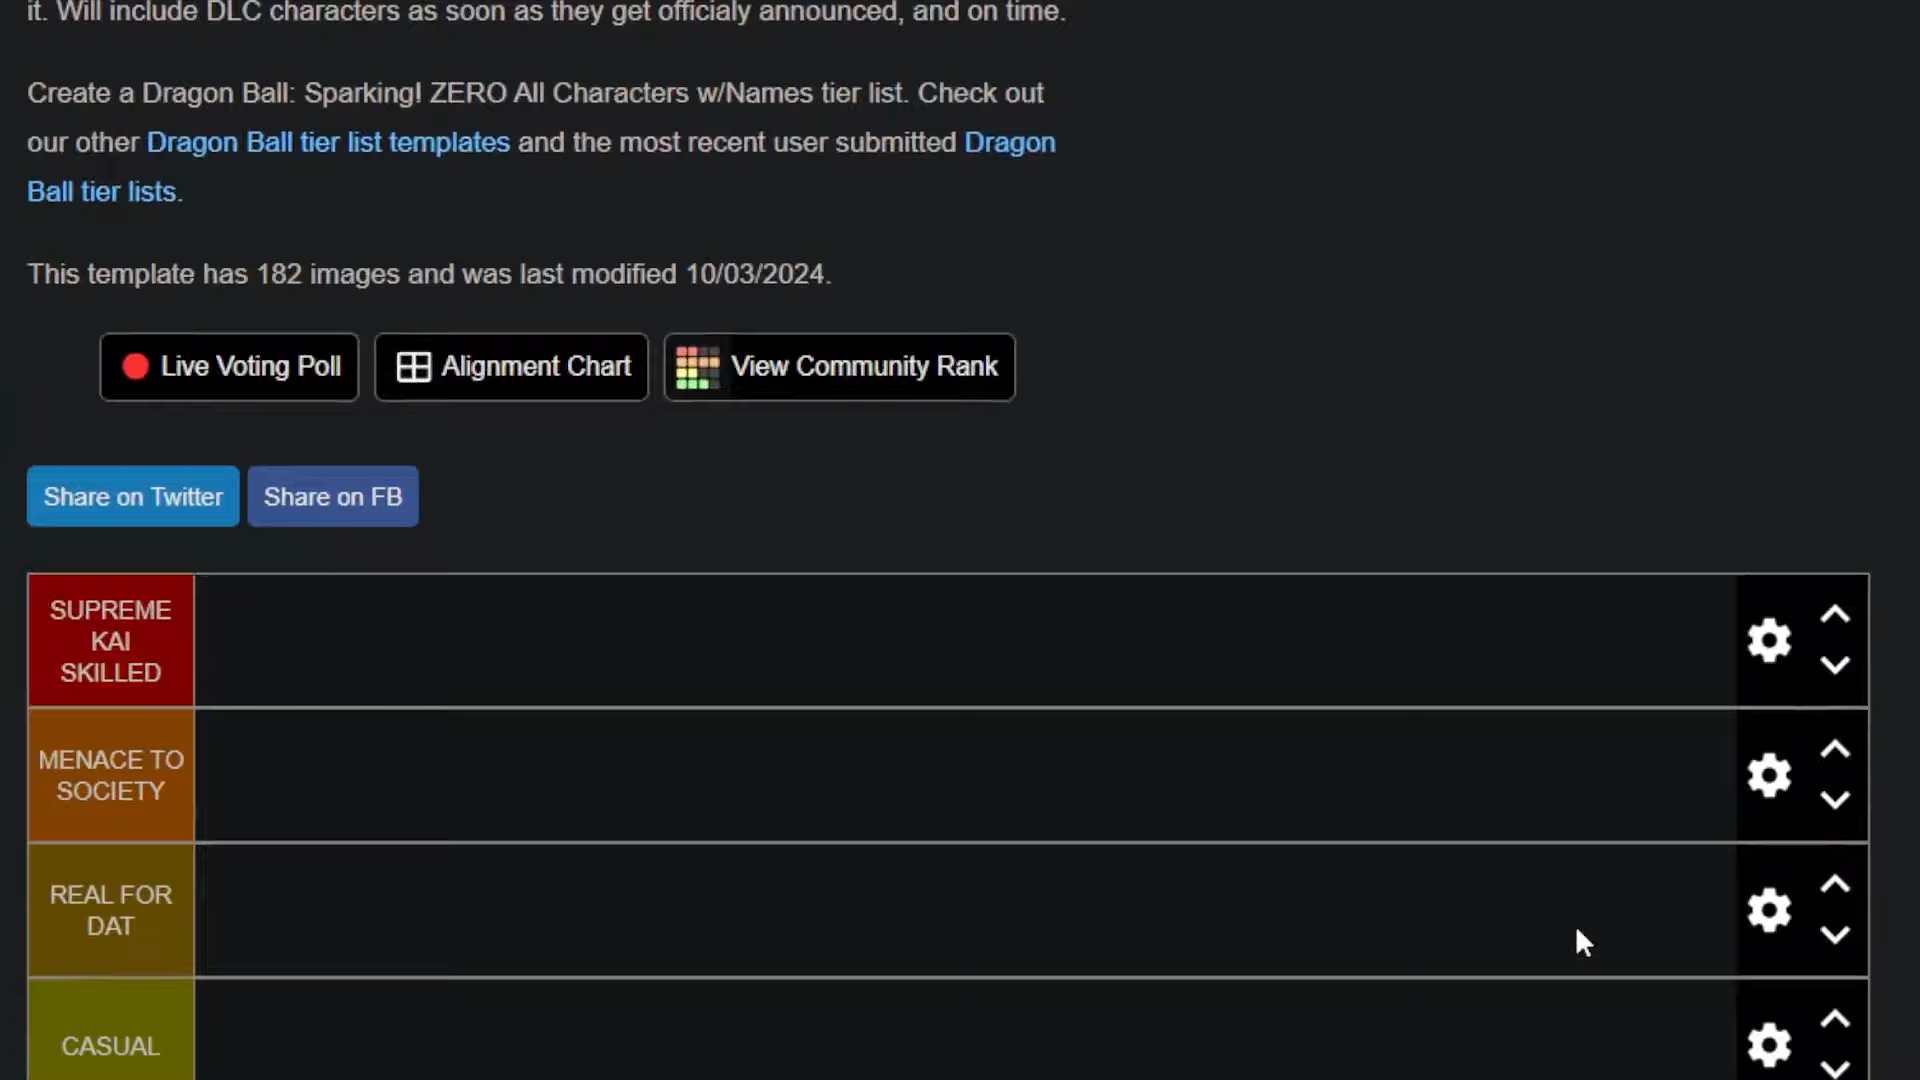 it. Will include DLC characters as soon as they get officialy announced, and on time.
Create a Dragon Ball: Sparking! ZERO All Characters w/Names tier list. Check out
our other Dragon Ball tier list templates and the most recent user submitted Dragon
Ball tier lists.
This template has 182 images and was last modified 10/03/2024.
Live Voting Poll
Alignment Chart
View Community Rank
Share on Twitter
Share on FB
SUPREME
KAI
SKILLED
MENACE TO
SOCIETY
REAL FOR
DAT
CASUAL